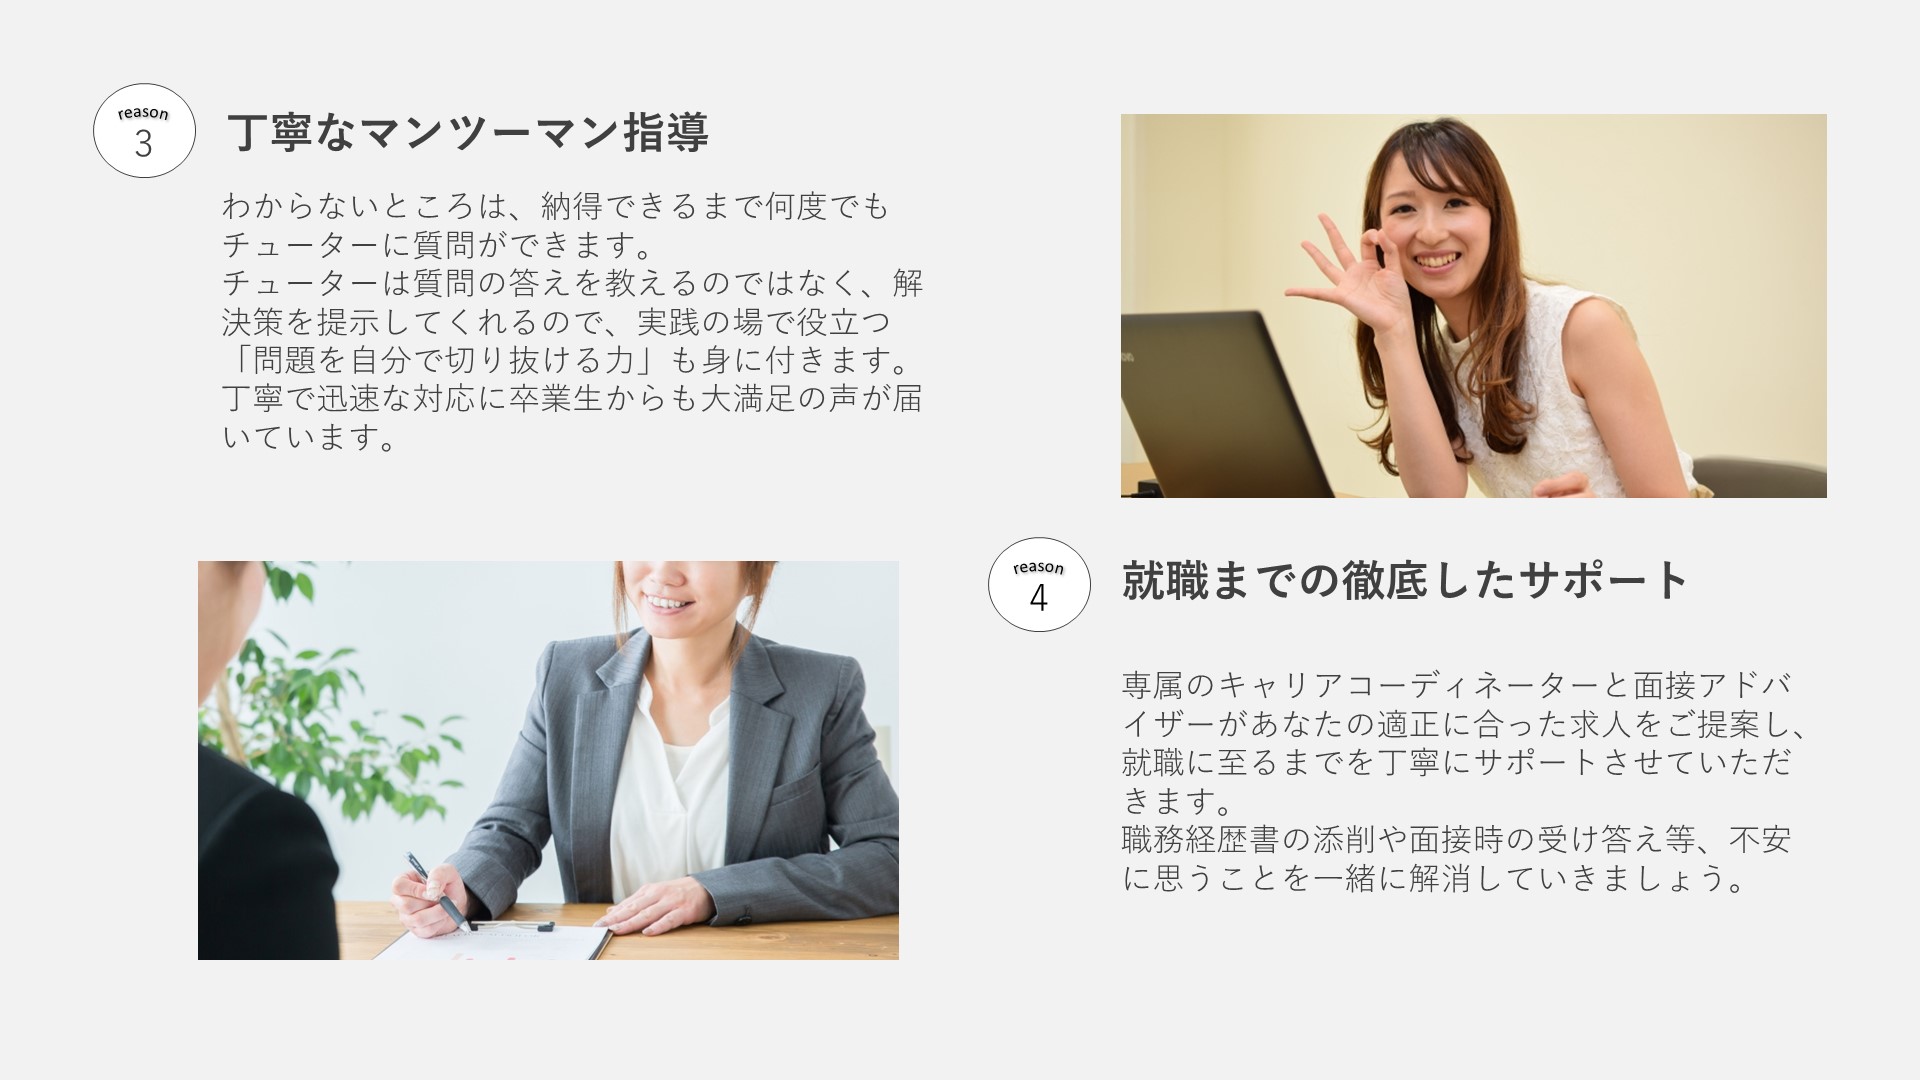 reason
3
丁寧なマンツーマン指導
わからないところは、納得できるまで何度でも
チューターに質問ができます。
チューターは質問の答えを教えるのではなく、解
決策を提示してくれるので、実践の場で役立つ
「問題を自分で切り抜ける力」も身に付きます。
丁寧で迅速な対応に卒業生からも大満足の声が届
いています。
reason
4
就職までの徹底したサポート
専属のキャリアコーディネーターと面接アドバ
イザーがあなたの適正に合った求人をご提案し、
就職に至るまでを丁寧にサポートさせていただ
きます。
職務経歴書の添削や面接時の受け答え等、不安
に思うことを一緒に解消していきましょう。